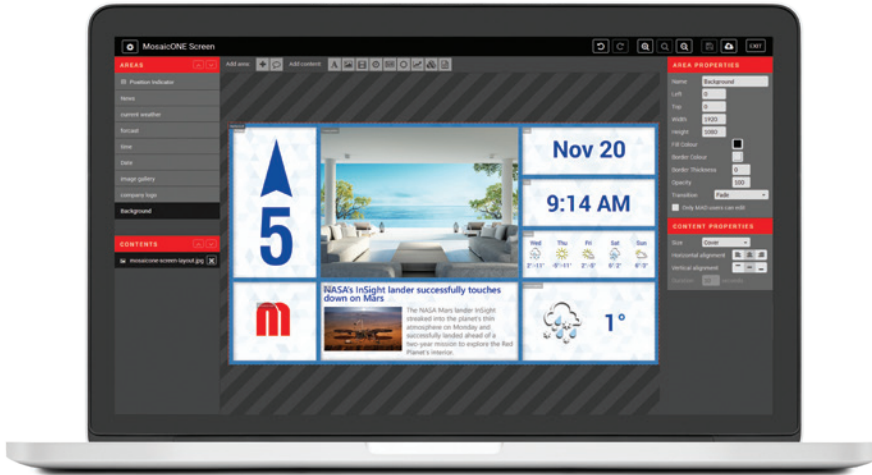 MosaicONE Screen
EXIT
AREAS
Position Indicator
News
current weather
forcast
time
Date
image gallery
company logo
Background
CONTENTS
mosaicone-screen-layout.jpg
Add area:
Add content:
5
Nov 20
9:14 AM
Wed Thu Fri Sat Sun
m
NASA's InSight lander successfully touches
down on Mars
The NASA Mars lander InSight
streaked into the planet's thin
atmosphere on Monday and
successfully landed ahead of a
two-year mission to explore the Red
Planet's interior.
1°
AREA PROPERTIES
Name Background
Left 0
Top 0
Width 1920
Height 1080
Fill Colour
Border Colour
Border Thickness 0
Opacity 100
Transition Fade
Only MAD users can edit
CONTENT PROPERTIES
Size Cover
Horizontal alignment
Vertical alignment
Duration seconds